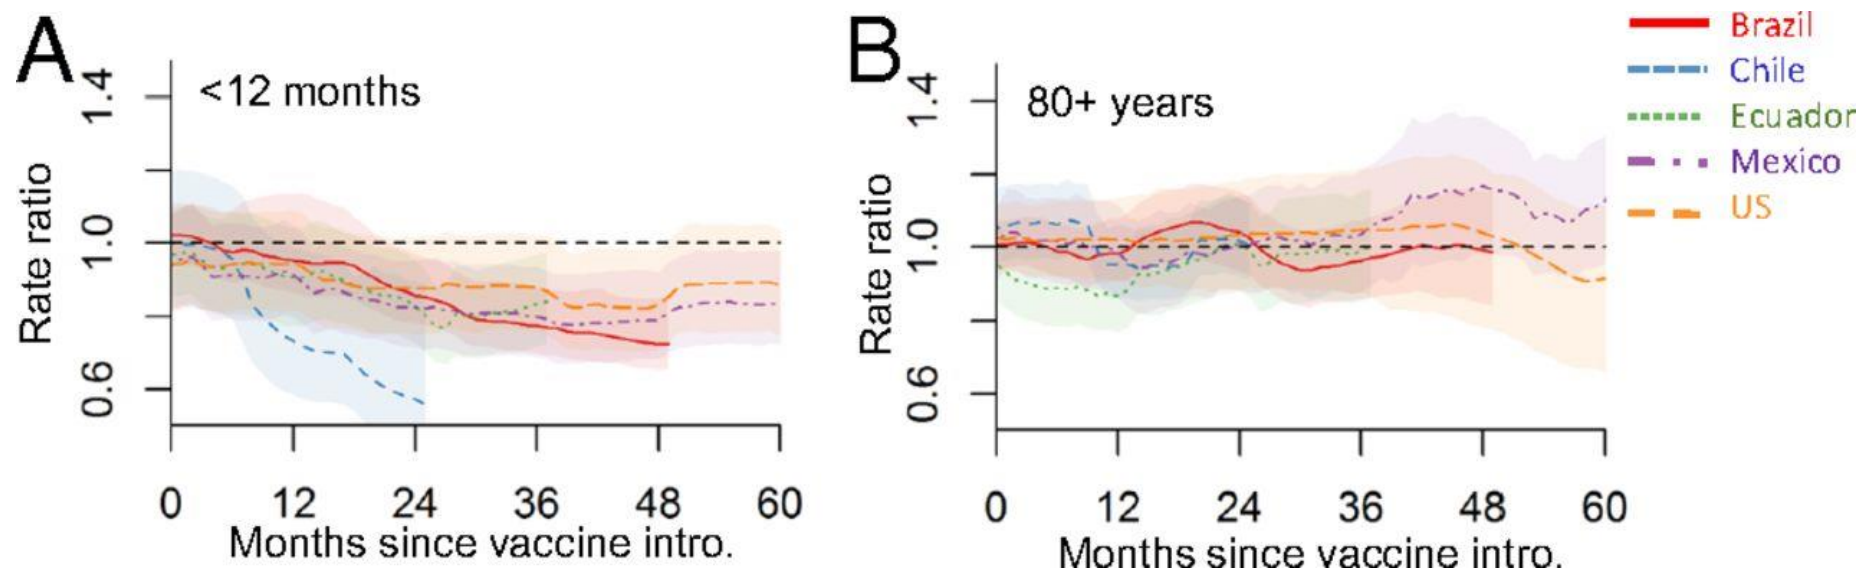 A
<12 months
1.4
1.0
0.6
Rate ratio
0 12 24 36 48 60
Months since vaccine intro.
B
80+ years
1.4
1.0
0.6
Rate ratio
0 12 24 36 48 60
Months since vaccine intro.
Brazil
Chile
Ecuador
Mexico
US